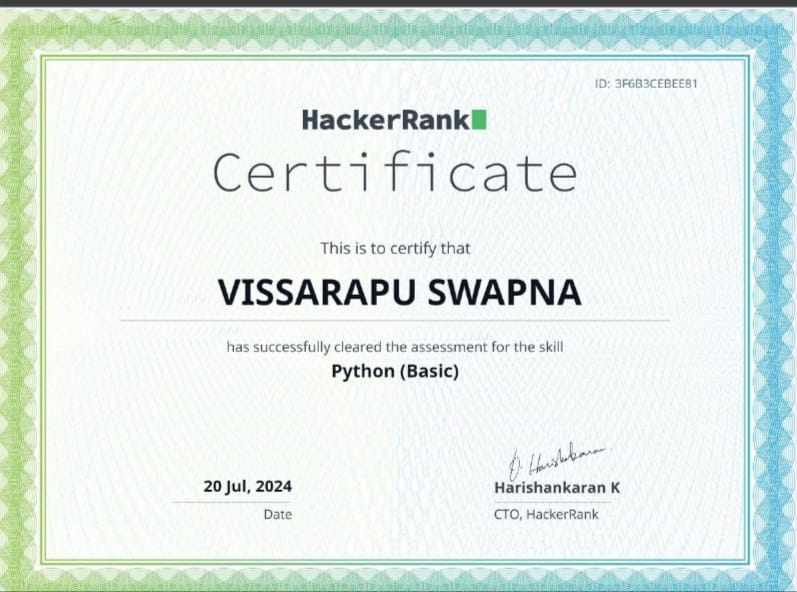 ID: 3F6B3CEBEE81
HackerRank
Certificate
This is to certify that
VISSARAPU SWAPNA
has successfully cleared the assessment for the skill
Python (Basic)
20 Jul, 2024
Date
D. Harishankaran
Harishankaran K
CTO, HackerRank